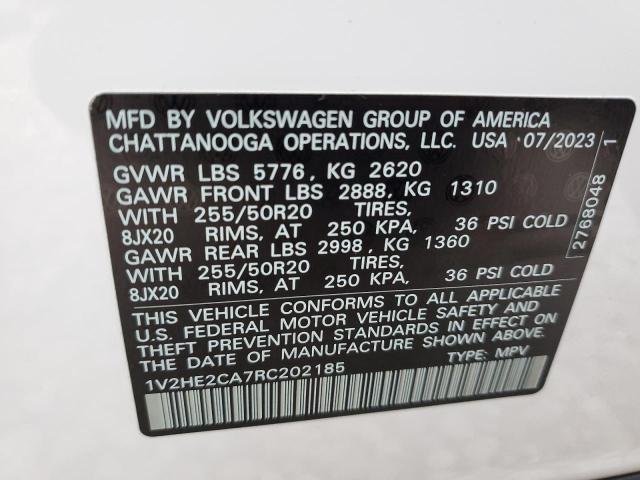 MFD BY VOLKSWAGEN GROUP OF AMERICA
CHATTANOOGA OPERATIONS, LLC. USA 07/2023
GVWR LBS 5776, KG 2620
GAWR FRONT LBS 2888, KG 1310
WITH 255/50R20 TIRES,
8JX20 RIMS, AT 250 KPA, 36 PSI COLD
GAWR REAR LBS 2998, KG 1360
WITH 255/50R20 TIRES,
8JX20 RIMS, AT 250 KPA, 36 PSI COLD
THIS VEHICLE CONFORMS TO ALL APPLICABLE
U.S. FEDERAL MOTOR VEHICLE SAFETY AND
THEFT PREVENTION STANDARDS IN EFFECT ON
THE DATE OF MANUFACTURE SHOWN ABOVE.
1V2HE2CA7RC202185 TYPE: MPV
2768048 1